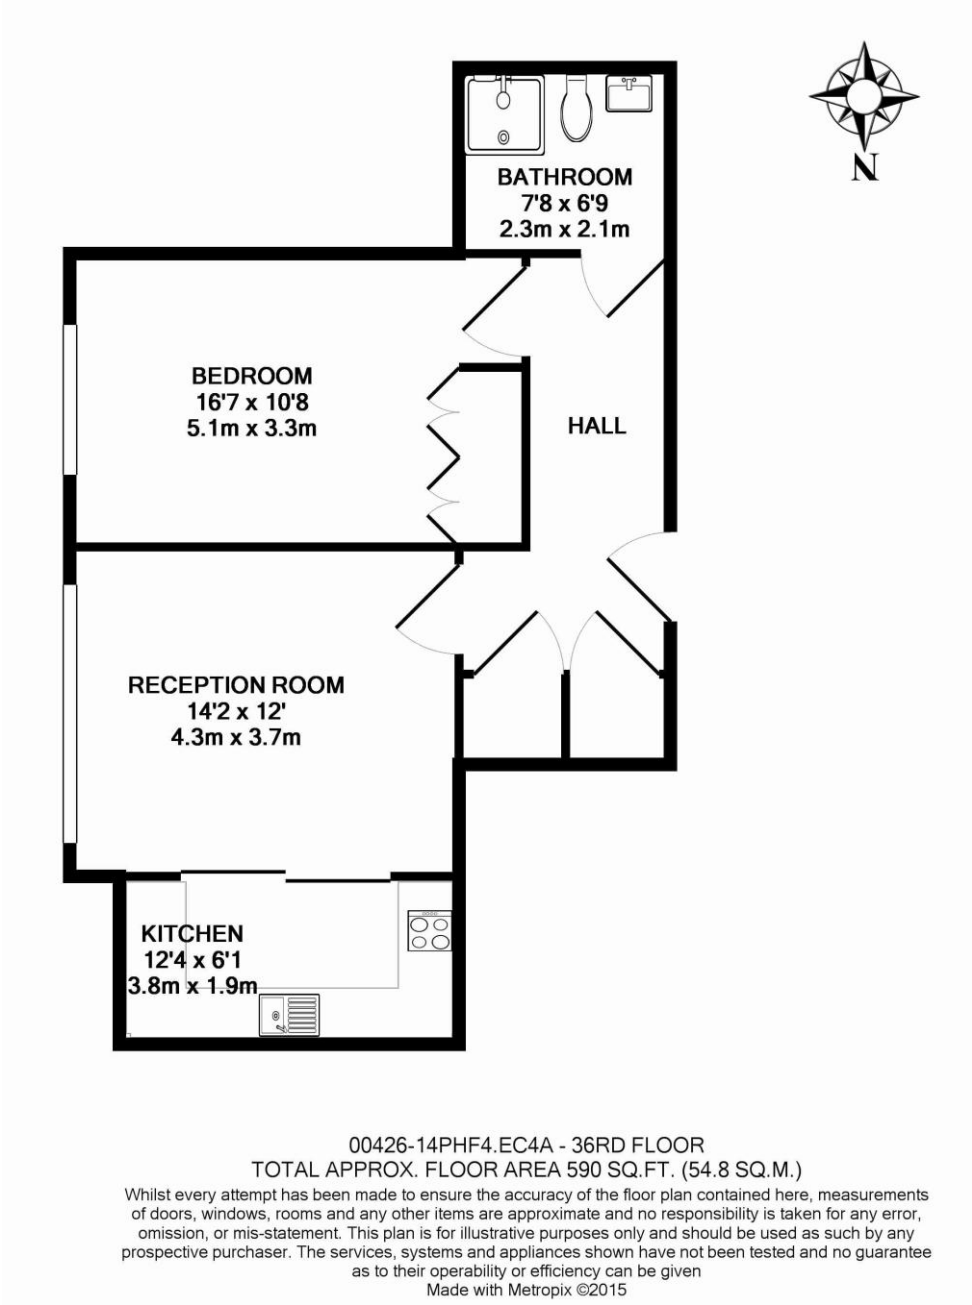 N
BATHROOM
7'8 x 6'9
2.3m x 2.1m
BEDROOM
16'7 x 10'8
5.1m x 3.3m
HALL
RECEPTION ROOM
14'2 x 12'
4.3m x 3.7m
KITCHEN
12'4 x 6'1
3.8m x 1.9m
00426-14PHF4.EC4A - 36RD FLOOR
TOTAL APPROX. FLOOR AREA 590 SQ.FT. (54.8 SQ.M.)
Whilst every attempt has been made to ensure the accuracy of the floor plan contained here, measurements
of doors, windows, rooms and any other items are approximate and no responsibility is taken for any error,
omission, or mis-statement. This plan is for illustrative purposes only and should be used as such by any
prospective purchaser. The services, systems and appliances shown have not been tested and no guarantee
as to their operability or efficiency can be given
Made with Metropix ©2015